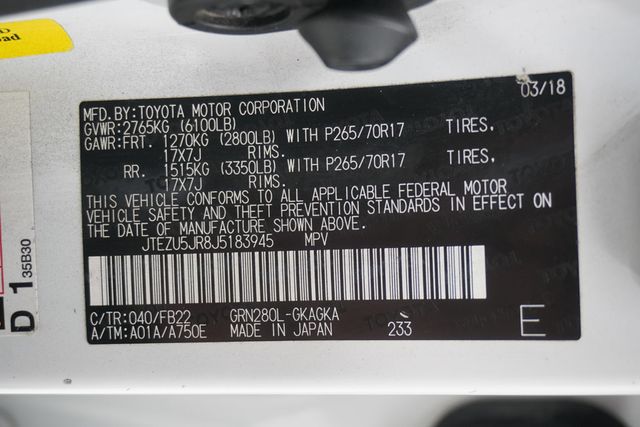 ad
03/18
MFD.BY:TOYOTA MOTOR CORPORATION
GVWR:2765KG (6100LB)
GAWR:FRT. 1270KG (2800LB) WITH P265/70R17 TIRES,
17X7J RIMS.
RR. 1515KG (3350LB) WITH P265/70R17 TIRES,
17X7J RIMS.
THIS VEHICLE CONFORMS TO ALL APPLICABLE FEDERAL MOTOR
VEHICLE SAFETY AND THEFT PREVENTION STANDARDS IN EFFECT ON
THE DATE OF MANUFACTURE SHOWN ABOVE.
JTEZU5JR8J5183945 MPV
C/TR:040/FB22 GRN280L-GKAGKA
A/TM:A01A/A750E MADE IN JAPAN 233 E
D 1 35B30